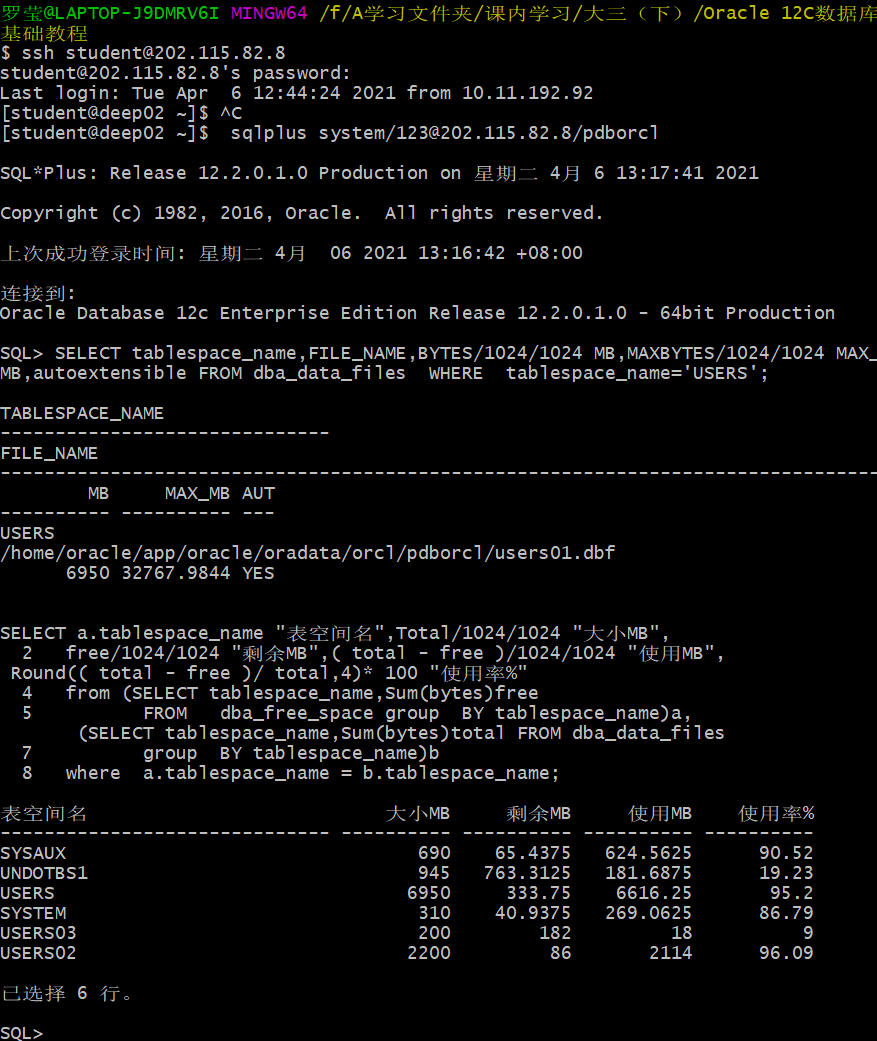 罗莹@LAPTOP-J9DMRV6I MINGW64 /f/A学习文件夹/课内学习/大三（下）/Oracle 12C数据库
基础教程
$ ssh student@202.115.82.8
student@202.115.82.8's password:
Last login: Tue Apr  6 12:44:24 2021 from 10.11.192.92
[student@deep02 ~]$ ^C
[student@deep02 ~]$  sqlplus system/123@202.115.82.8/pdborcl
SQL*Plus: Release 12.2.0.1.0 Production on 星期二 4月 6 13:17:41 2021
Copyright (c) 1982, 2016, Oracle.  All rights reserved.
上次成功登录时间: 星期二 4月  06 2021 13:16:42 +08:00
连接到:
Oracle Database 12c Enterprise Edition Release 12.2.0.1.0 - 64bit Production
SQL> SELECT tablespace_name,FILE_NAME,BYTES/1024/1024 MB,MAXBYTES/1024/1024 MAX_
MB,autoextensible FROM dba_data_files  WHERE  tablespace_name='USERS';
TABLESPACE_NAME
------------------------------
FILE_NAME
--------------------------------------------------------------------------------
        MB     MAX_MB AUT
---------- ---------- ---
USERS
/home/oracle/app/oracle/oradata/orcl/pdborcl/users01.dbf
      6950 32767.9844 YES
SELECT a.tablespace_name "表空间名",Total/1024/1024 "大小MB",
  2   free/1024/1024 "剩余MB",( total - free )/1024/1024 "使用MB",
 Round(( total - free )/ total,4)* 100 "使用率%"
  4   from (SELECT tablespace_name,Sum(bytes)free
  5          FROM   dba_free_space group  BY tablespace_name)a,
       (SELECT tablespace_name,Sum(bytes)total FROM dba_data_files
  7          group  BY tablespace_name)b
  8   where  a.tablespace_name = b.tablespace_name;
表空间名                           大小MB     剩余MB     使用MB    使用率%
------------------------------ ---------- ---------- ---------- ----------
SYSAUX                                690    65.4375   624.5625      90.52
UNDOTBS1                              945   763.3125   181.6875      19.23
USERS                                6950     333.75    6616.25       95.2
SYSTEM                                310    40.9375   269.0625      86.79
USERS03                               200        182         18          9
USERS02                              2200         86       2114      96.09
已选择 6 行。
SQL>